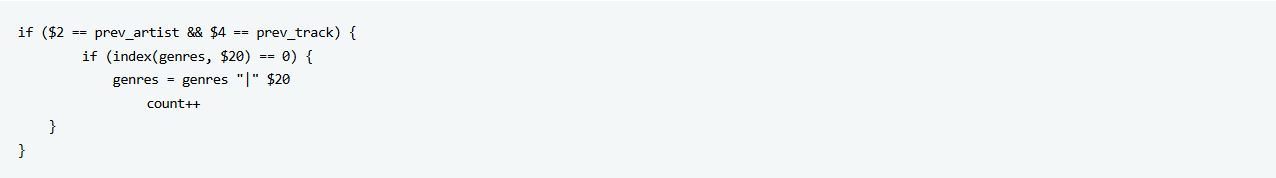 if ($2 == prev_artist && $4 == prev_track) {
        if (index(genres, $20) == 0) {
            genres = genres "|" $20
                count++
    }
}